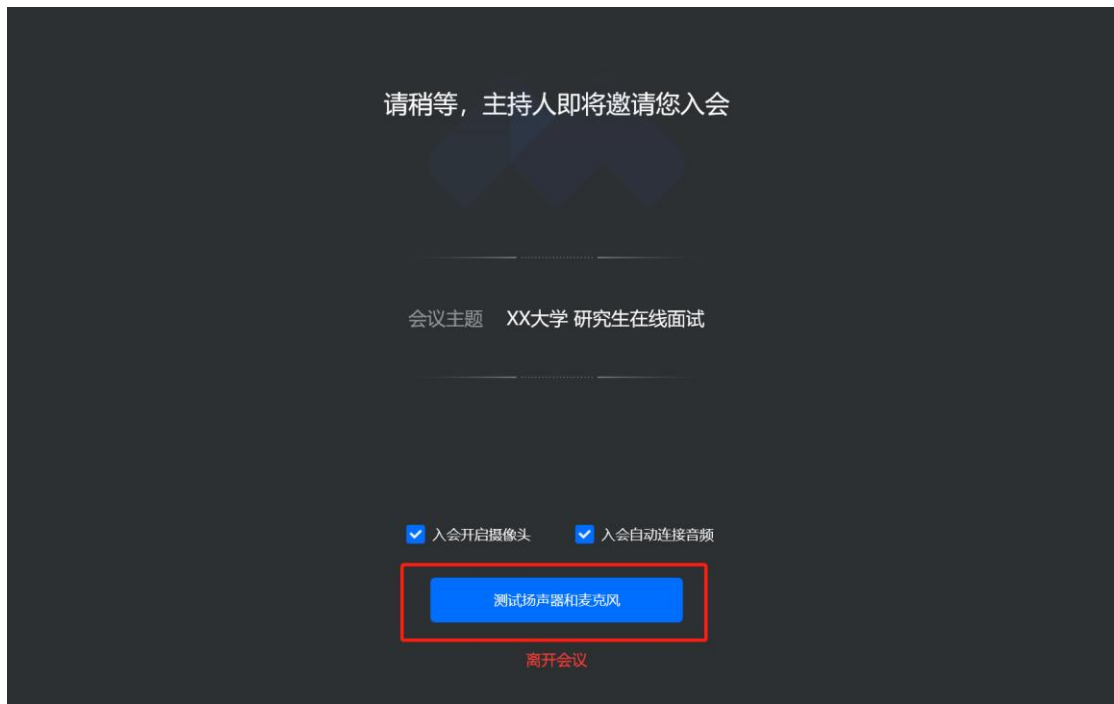 请稍等，主持人即将邀请您入会
会议主题 XX大学 研究生在线面试
入会开启摄像头 入会自动连接音频
测试扬声器和麦克风
离开会议